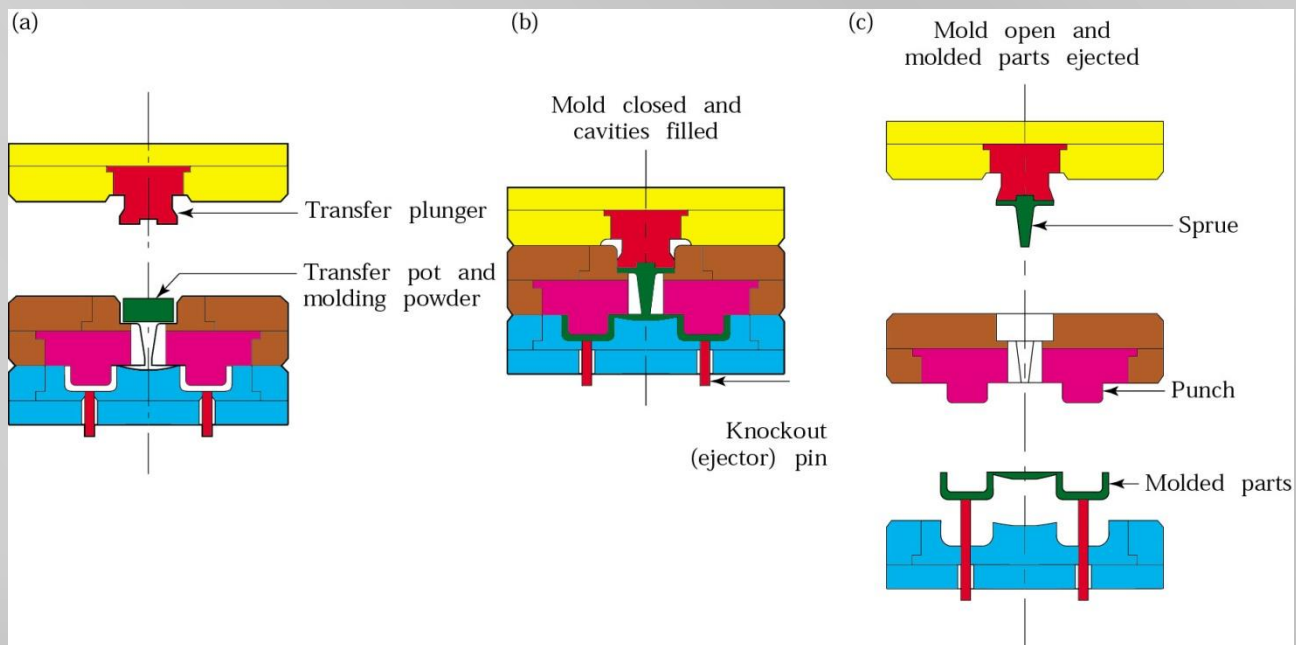 (a)
Transfer plunger
Transfer pot and
molding powder
(b)
Mold closed and
cavities filled
Knockout
(ejector) pin
(c)
Mold open and
molded parts ejected
Sprue
Punch
Molded parts